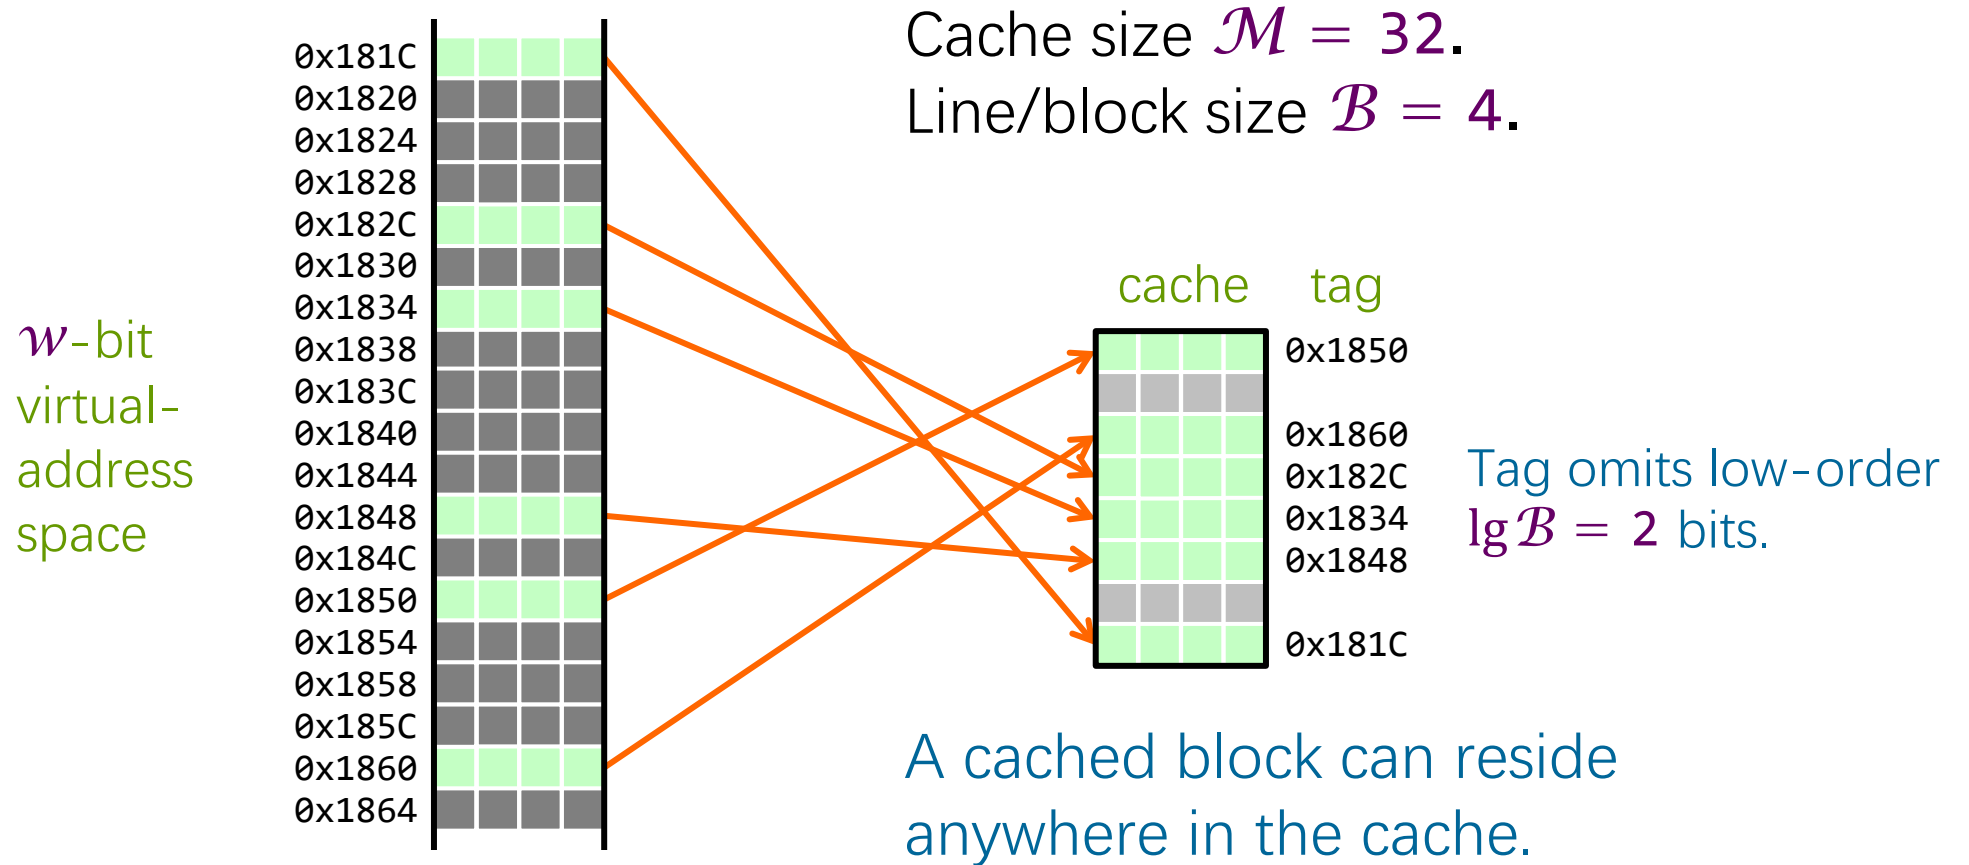 Cache size ℳ = 32.
Line/block size ℬ = 4.
0x181C
0x1820
0x1824
0x1828
0x182C
0x1830
0x1834
0x1838
0x183C
0x1840
0x1844
0x1848
0x184C
0x1850
0x1854
0x1858
0x185C
0x1860
0x1864
𝓌-bit
virtual-
address
space
cache tag
0x1850
0x1860
0x182C
0x1834
0x1848
0x181C
Tag omits low-order
lg ℬ = 2 bits.
A cached block can reside
anywhere in the cache.